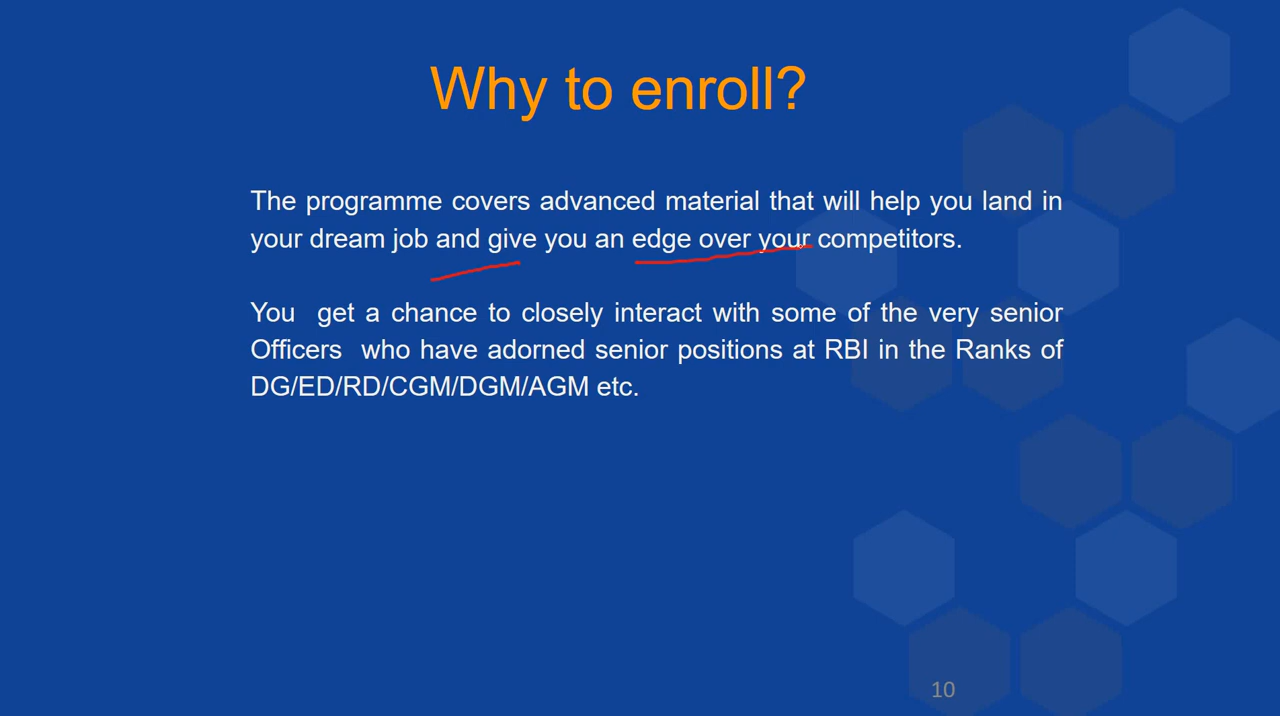 Why to enroll?
The programme covers advanced material that will help you land in
your dream job and give you an edge over your competitors.
You get a chance to closely interact with some of the very senior
Officers who have adorned senior positions at RBI in the Ranks of
DG/ED/RD/CGM/DGM/AGM etc.
10